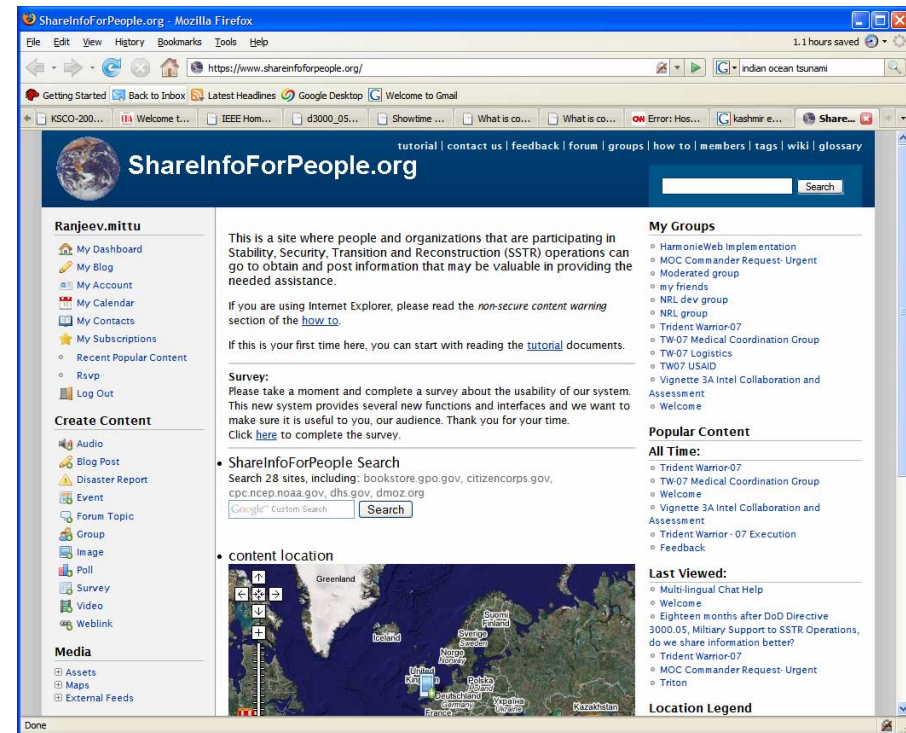 ShareInfoForPeople.org - Mozilla Firefox
File Edit View History Bookmarks Tools Help
1.1 hours saved
https://www.shareinfoforpeople.org/
indian ocean tsunami
Getting Started Back to Inbox Latest Headlines Google Desktop Welcome to Gmail
KSCO-200... Welcome t... IEEE Hom... d3000_05... Showtime ... What is co... What is co... Error: Hos... kashmir e... Share...
tutorial | contact us | feedback | forum | groups | how to | members | tags | wiki | glossary
ShareInfoForPeople.org
Search
Ranjeev.mittu
My Dashboard
My Blog
My Account
My Calendar
My Contacts
My Subscriptions
Recent Popular Content
Rsvp
Log Out
Create Content
Audio
Blog Post
Disaster Report
Event
Forum Topic
Group
Image
Poll
Survey
Video
Weblink
Media
Assets
Maps
External Feeds
This is a site where people and organizations that are participating in
Stability, Security, Transition and Reconstruction (SSTR) operations can
go to obtain and post information that may be valuable in providing the
needed assistance.
If you are using Internet Explorer, please read the non-secure content warning
section of the how to.
If this is your first time here, you can start with reading the tutorial documents.
Survey:
Please take a moment and complete a survey about the usability of our system.
This new system provides several new functions and interfaces and we want to
make sure it is useful to you, our audience. Thank you for your time.
Click here to complete the survey.
ShareInfoForPeople Search
Search 28 sites, including: bookstore.gpo.gov, citizencorps.gov,
cpc.ncep.noaa.gov, dhs.gov, dmoz.org
Google™ Custom Search Search
content location
Greenland
Iceland
Suomi
Finland
Sverige
Sweden
Norge
Norway
United
Polska
Poland
Deutschland
Germany
Україна
Ukraine
France
Kazakhstan
My Groups
HarmonieWeb Implementation
MOC Commander Request- Urgent
Moderated group
my friends
NRL dev group
NRL group
Trident Warrior-07
TW-07 Medical Coordination Group
TW-07 Logistics
TW07 USAID
Vignette 3A Intel Collaboration and
Assessment
Welcome
Popular Content
All Time:
Trident Warrior-07
TW-07 Medical Coordination Group
Welcome
Vignette 3A Intel Collaboration and
Assessment
Trident Warrior - 07 Execution
Feedback
Last Viewed:
Multi-lingual Chat Help
Welcome
Eighteen months after DoD Directive
3000.05, Miltiary Support to SSTR Operations,
do we share information better?
Trident Warrior-07
MOC Commander Request- Urgent
Triton
Location Legend
Done